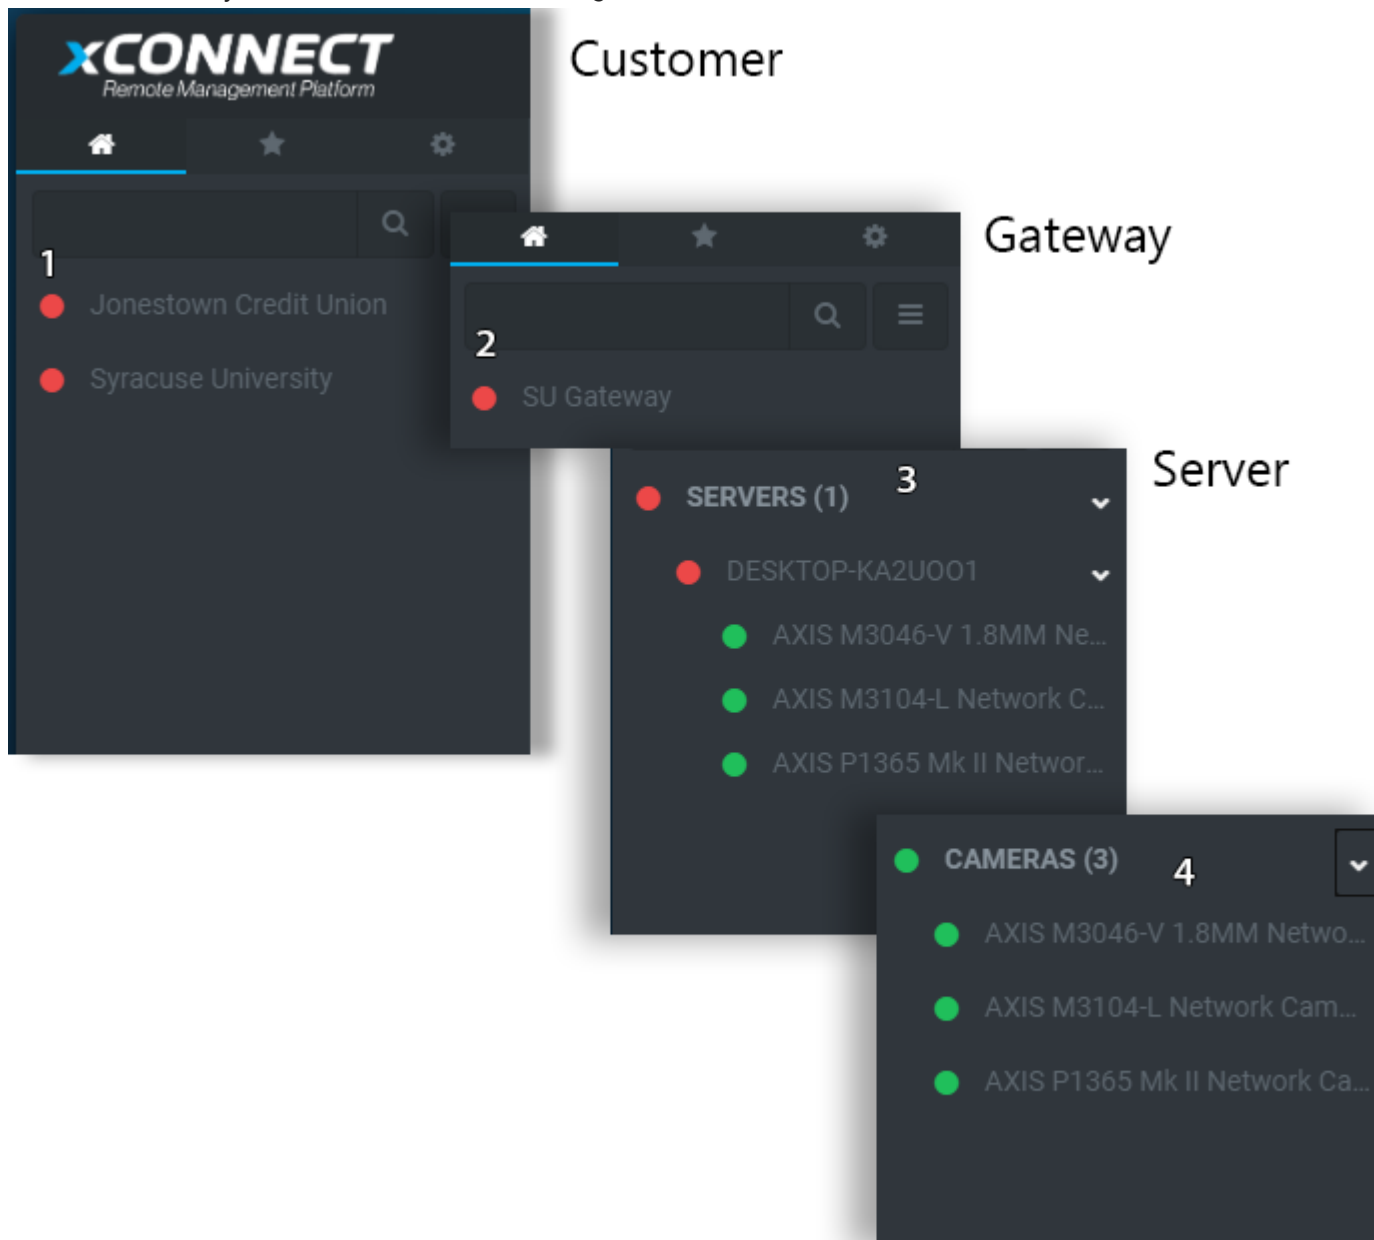 xCONNECT
Remote Management Platform
Customer
1
Jonestown Credit Union
Syracuse University
Gateway
2
SU Gateway
Server
3
SERVERS (1)
DESKTOP-KA2UOO1
AXIS M3046-V 1.8MM Ne...
AXIS M3104-L Network C...
AXIS P1365 Mk II Networ...
4
CAMERAS (3)
AXIS M3046-V 1.8MM Netwo...
AXIS M3104-L Network Cam...
AXIS P1365 Mk II Network Ca...